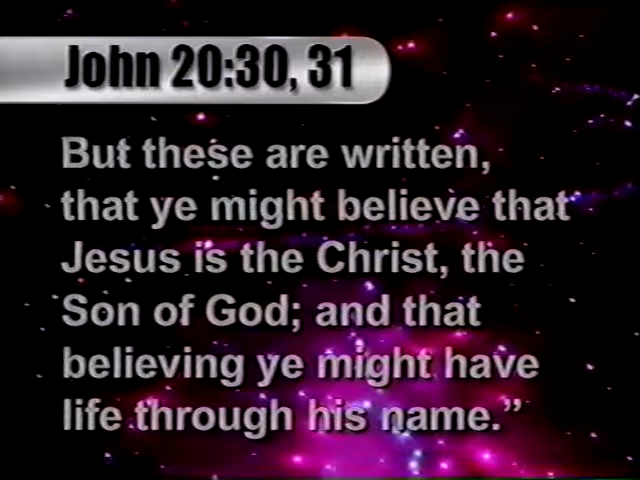 John 20:30, 31
But these are written,
that ye might believe that
Jesus is the Christ, the
Son of God; and that
believing ye might have
life through his name.”